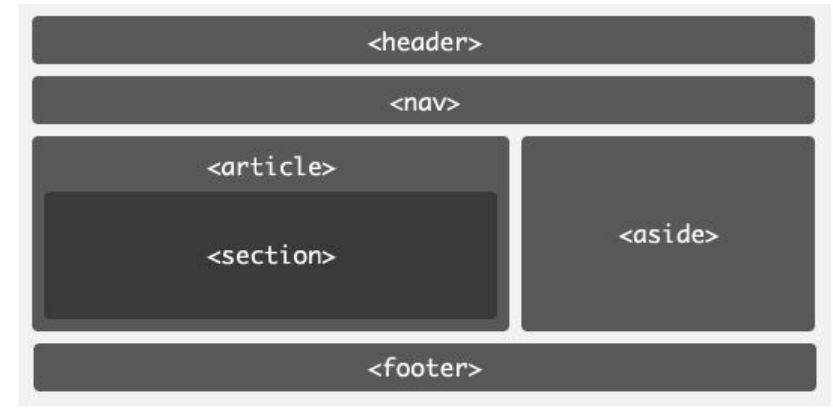 <header>
<nav>
<article>
<section>
<aside>
<footer>